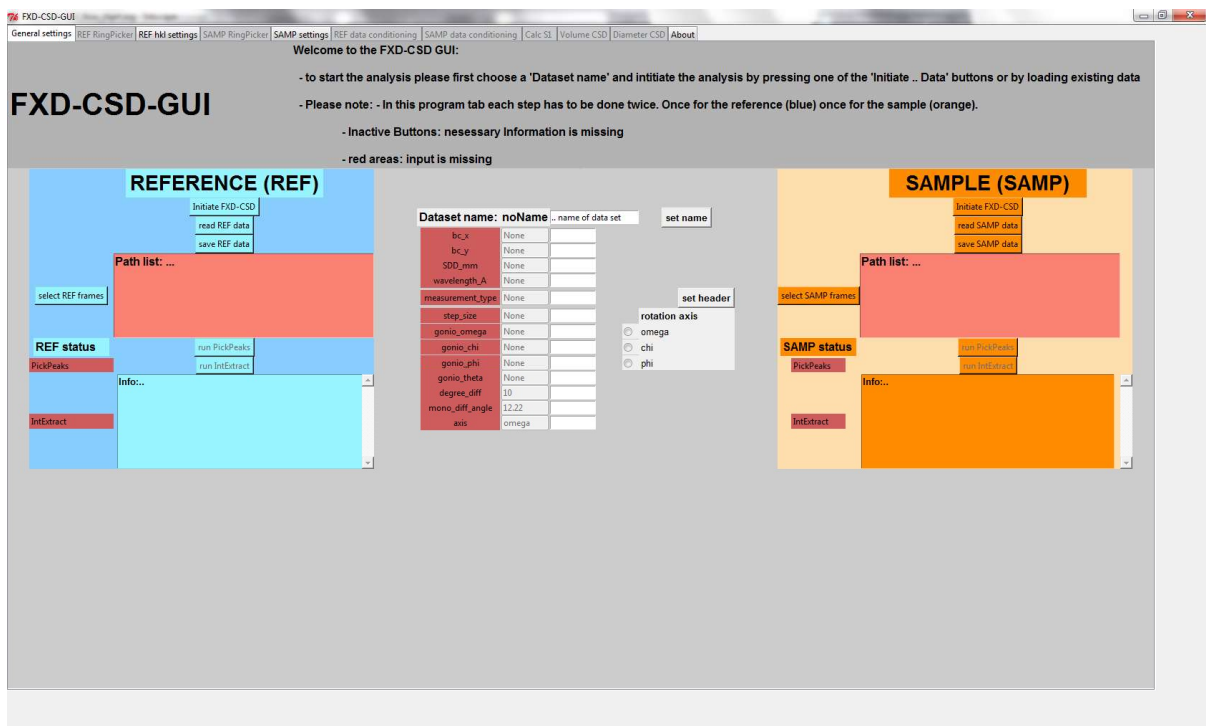 FXD-CSD-GUI
General settings REF RingPicker REF hkl settings SAMP RingPicker SAMP settings REF data conditioning SAMP data conditioning Calc S1 Volume CSD Diameter CSD About
Welcome to the FXD-CSD GUI:
- to start the analysis please first choose a 'Dataset name' and intitiate the analysis by pressing one of the 'Initiate .. Data' buttons or by loading existing data
FXD-CSD-GUI
- Please note: - In this program tab each step has to be done twice. Once for the reference (blue) once for the sample (orange).
- Inactive Buttons: nesessary Information is missing
- red areas: input is missing
REFERENCE (REF)
Initiate FXD-CSD
read REF data
save REF data
Path list: ...
select REF frames
REF status
run PickPeaks
PickPeaks
run IntExtract
Info:..
IntExtract
Dataset name: noName .. name of data set set name
bc_x None
bc_y None
SDD_mm None
wavelength_A None
measurement_type None
set header
step_size None
gonio_omega None
gonio_chi None
gonio_phi None
gonio_theta None
degree_diff 10
mono_diff_angle 12.22
axis omega
rotation axis
omega
chi
phi
SAMPLE (SAMP)
Initiate FXD-CSD
read SAMP data
save SAMP data
Path list: ...
select SAMP frames
SAMP status
run PickPeaks
PickPeaks
run IntExtract
Info:..
IntExtract